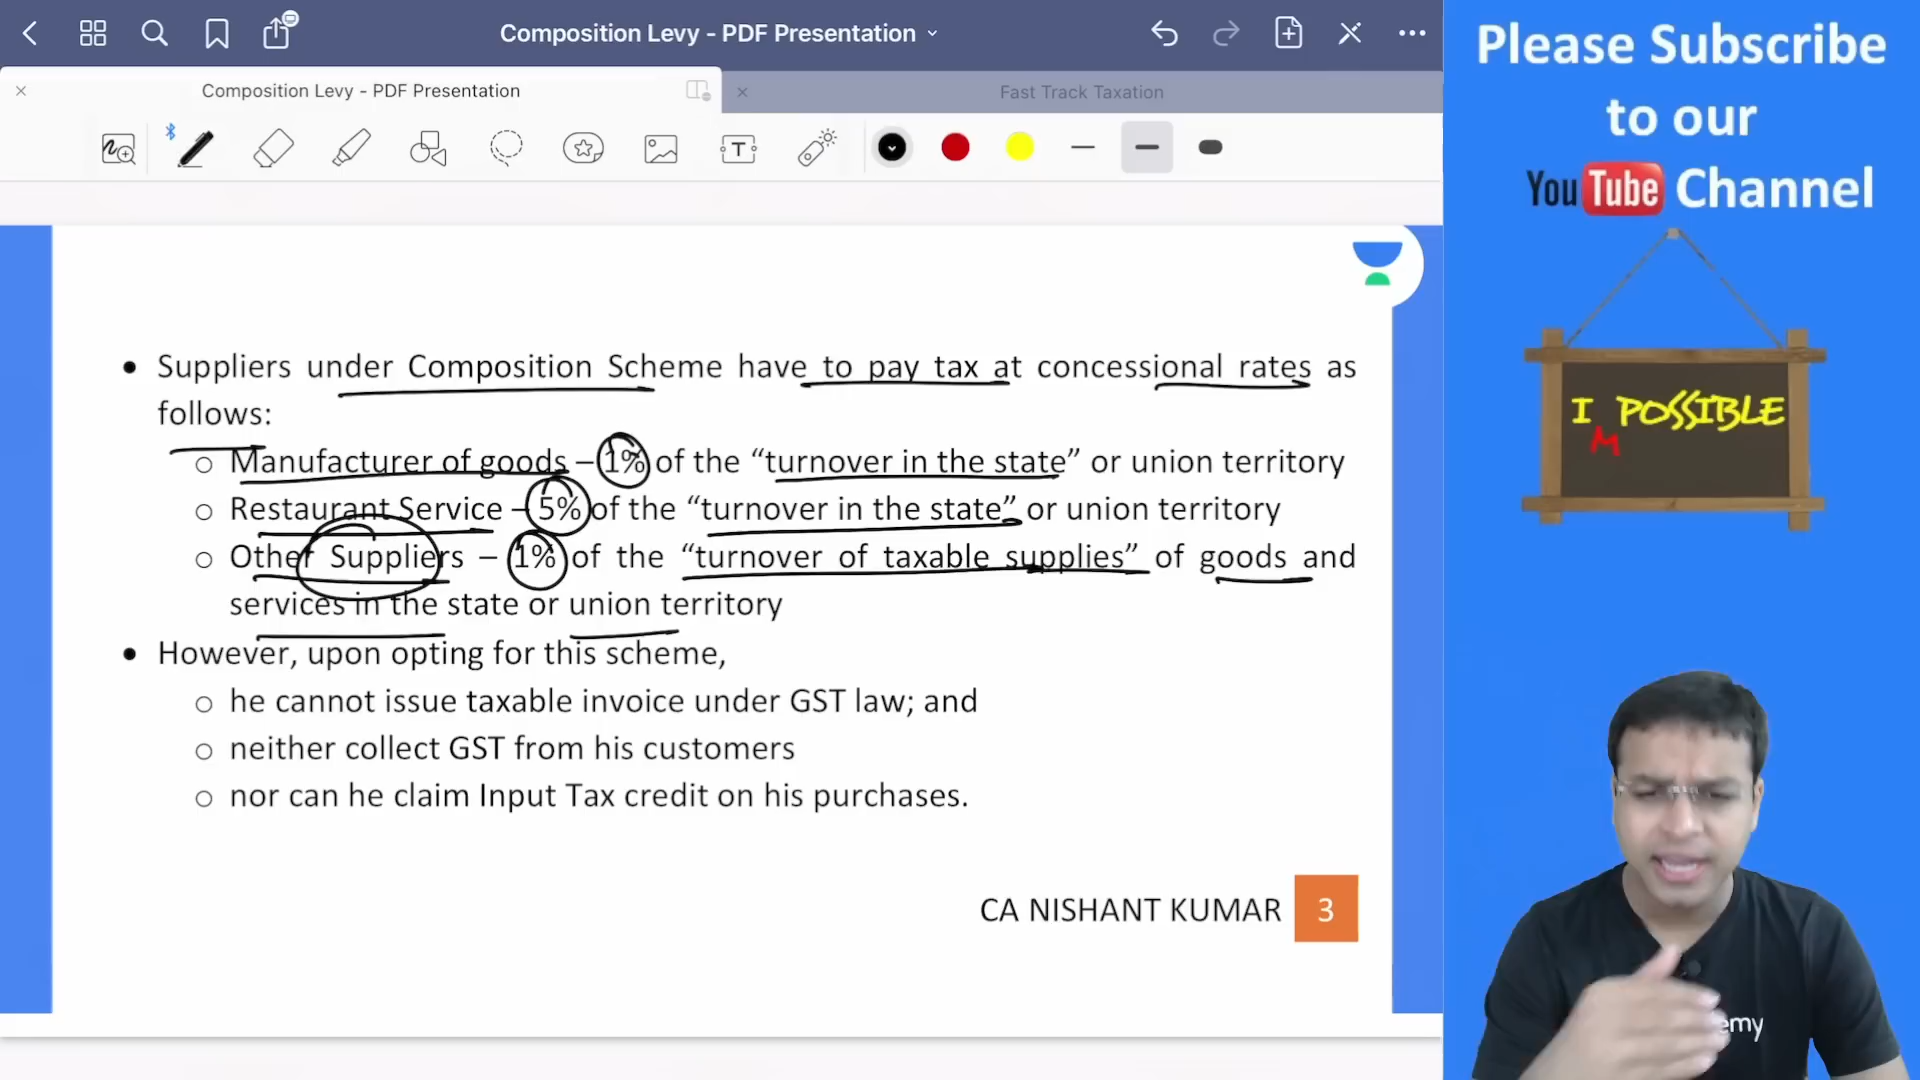 Composition Levy - PDF Presentation
Please Subscribe
to our
YouTube Channel
Composition Levy - PDF Presentation
Fast Track Taxation
T
I POSSIBLE
M
• Suppliers under Composition Scheme have to pay tax at concessional rates as
follows:
○ Manufacturer of goods – 1% of the “turnover in the state” or union territory
○ Restaurant Service – 5% of the “turnover in the state” or union territory
○ Other Suppliers – 1% of the “turnover of taxable supplies” of goods and
services in the state or union territory
• However, upon opting for this scheme,
○ he cannot issue taxable invoice under GST law; and
○ neither collect GST from his customers
○ nor can he claim Input Tax credit on his purchases.
CA NISHANT KUMAR 3
emy